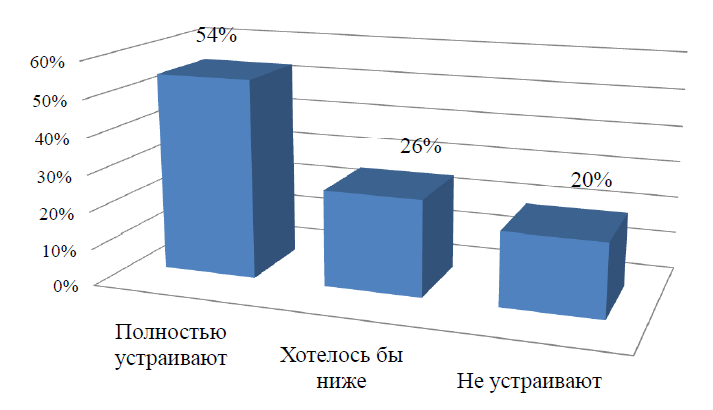 54%
26%
20%
60%
50%
40%
30%
20%
10%
0%
Полностью
устраивают
Хотелось бы
ниже
Не устраивают